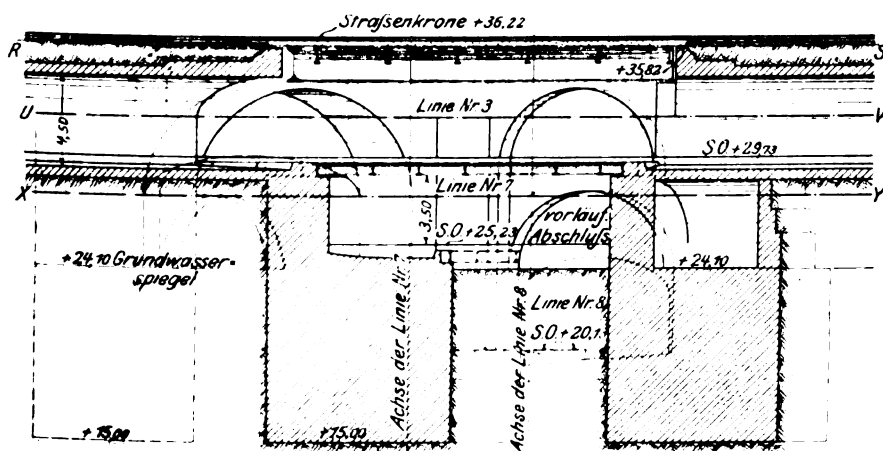 Straſsenkrone +36,22
R
S
+35,82
U
Linie Nr 3
V
4,50
S.O +29,73
X
Linie Nr 7
Y
3,50
S.O +25,23
vorläuf.
Abschluſs
+24,10 Grundwasser=
spiegel
+24,10
Linie Nr. 8
S.O +20,1
Achse der Linie Nr. 7
Achse der Linie Nr. 8
+15,00
+15,00